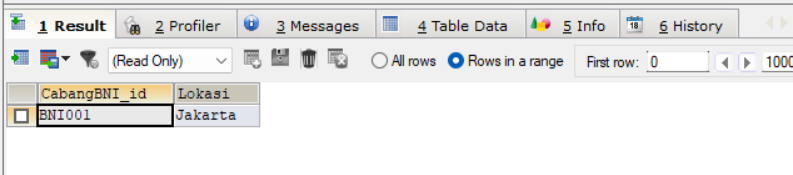 1 Result 2 Profiler 3 Messages 4 Table Data 5 Info 18 6 History
(Read Only) All rows Rows in a range First row: 0 1000
CabangBNI_id Lokasi
BNI001 Jakarta